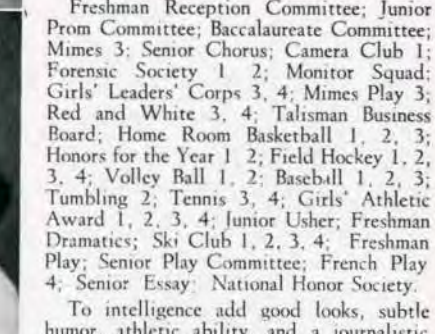 Freshman Reception Committee; Junior
Prom Committee; Baccalaureate Committee;
Mimes 3; Senior Chorus; Camera Club 1;
Forensic Society 1 2; Monitor Squad;
Girls' Leaders' Corps 3, 4; Mimes Play 3;
Red and White 3, 4; Talisman Business
Board; Home Room Basketball 1, 2, 3;
Honors for the Year 1 2; Field Hockey 1, 2,
3, 4; Volley Ball 1, 2; Baseball 1, 2, 3;
Tumbling 2; Tennis 3, 4; Girls' Athletic
Award 1, 2, 3, 4; Junior Usher; Freshman
Dramatics; Ski Club 1, 2, 3, 4; Freshman
Play; Senior Play Committee; French Play
4; Senior Essay National Honor Society.
To intelligence add good looks, subtle
humor, athletic ability, and a journalistic